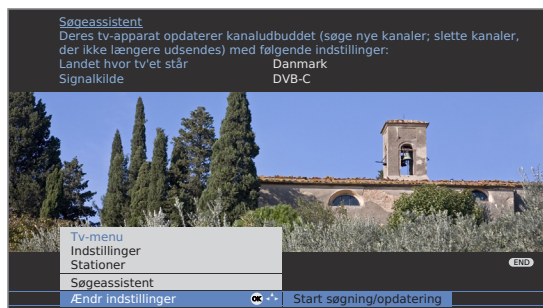 Søgeassistent
Deres tv-apparat opdaterer kanaludbuddet (søge nye kanaler; slette kanaler,
der ikke længere udsendes) med følgende indstillinger:
Landet hvor tv'et står Danmark
Signalkilde DVB-C
END
Tv-menu
Indstillinger
Stationer
Søgeassistent
Ændr indstillinger OK Start søgning/opdatering